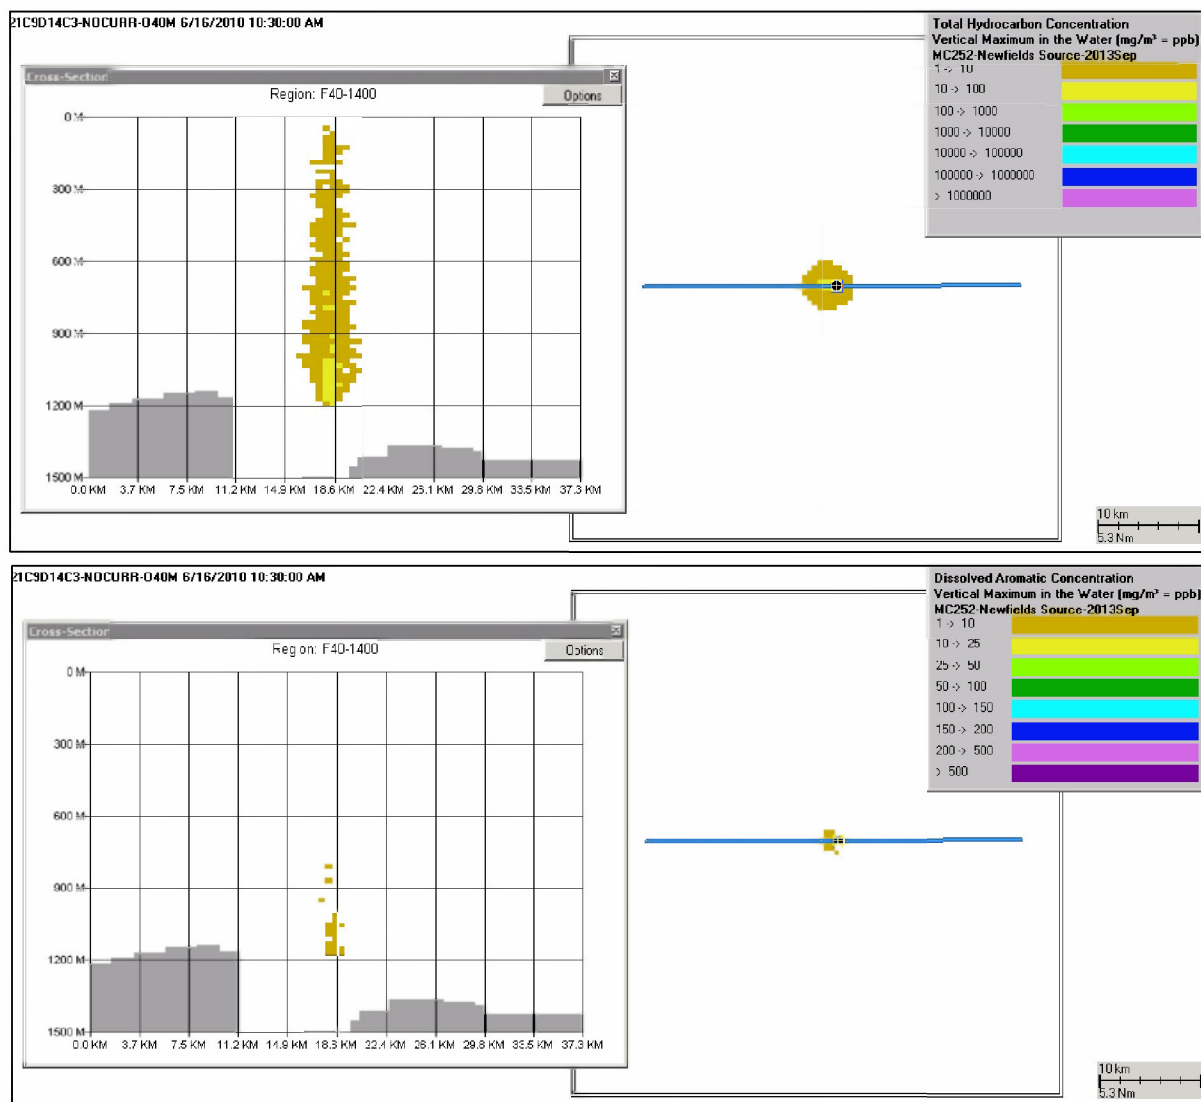 21C9D14C3-NOCURR-O40M 6/16/2010 10:30:00 AM
Total Hydrocarbon Concentration
Vertical Maximum in the Water (mg/m³ = ppb)
MC252-Newfields Source-2013Sep
1 -> 10
10 -> 100
100 -> 1000
1000 -> 10000
10000 -> 100000
100000 -> 1000000
> 1000000
Cross-Section
Region: F40-1400
Options
0 M
300 M
600 M
900 M
1200 M
1500 M
0.0 KM 3.7 KM 7.5 KM 11.2 KM 14.9 KM 18.6 KM 22.4 KM 26.1 KM 29.8 KM 33.5 KM 37.3 KM
10 km
5.3 Nm
21C9D14C3-NOCURR-O40M 6/16/2010 10:30:00 AM
Dissolved Aromatic Concentration
Vertical Maximum in the Water (mg/m³ = ppb)
MC252-Newfields Source-2013Sep
1 -> 10
10 -> 25
25 -> 50
50 -> 100
100 -> 150
150 -> 200
200 -> 500
> 500
Cross-Section
Region: F40-1400
Options
0 M
300 M
600 M
900 M
1200 M
1500 M
0.0 KM 3.7 KM 7.5 KM 11.2 KM 14.9 KM 18.6 KM 22.4 KM 26.1 KM 29.8 KM 33.5 KM 37.3 KM
10 km
5.3 Nm